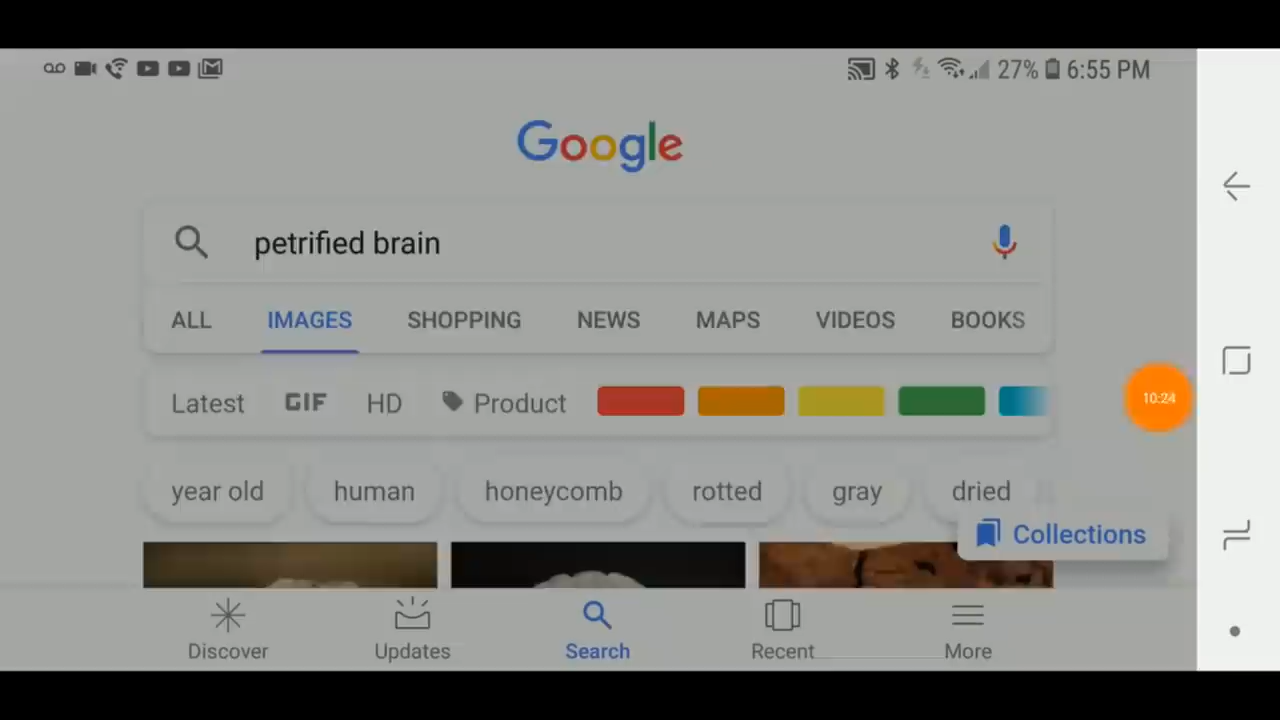 27% 6:55 PM
Google
petrified brain
ALL IMAGES SHOPPING NEWS MAPS VIDEOS BOOKS
Latest GIF HD Product
10:24
year old human honeycomb rotted gray dried
Collections
Discover Updates Search Recent More